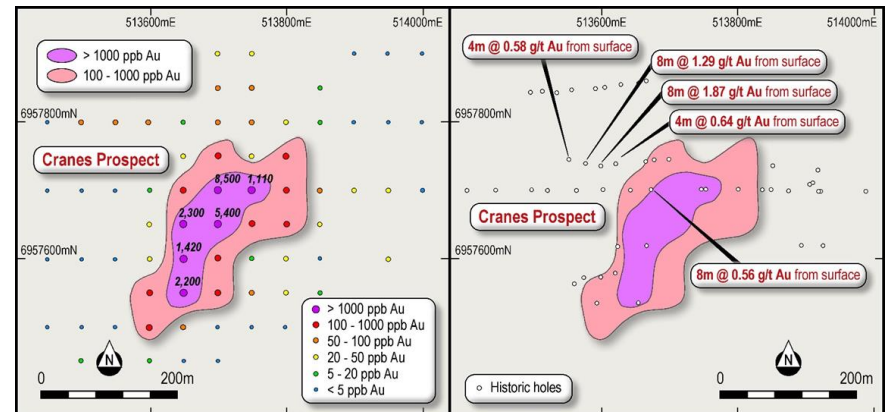 513600mE
513800mE
514000mE
> 1000 ppb Au
100 - 1000 ppb Au
6957800mN
Cranes Prospect
8,500
1,110
2,300
5,400
6957600mN
1,420
2,200
> 1000 ppb Au
100 - 1000 ppb Au
50 - 100 ppb Au
20 - 50 ppb Au
5 - 20 ppb Au
< 5 ppb Au
N
0
200m
513600mE
513800mE
514000mE
4m @ 0.58 g/t Au from surface
8m @ 1.29 g/t Au from surface
8m @ 1.87 g/t Au from surface
6957800mN
4m @ 0.64 g/t Au from surface
Cranes Prospect
6957600mN
8m @ 0.56 g/t Au from surface
Historic holes
N
0
200m